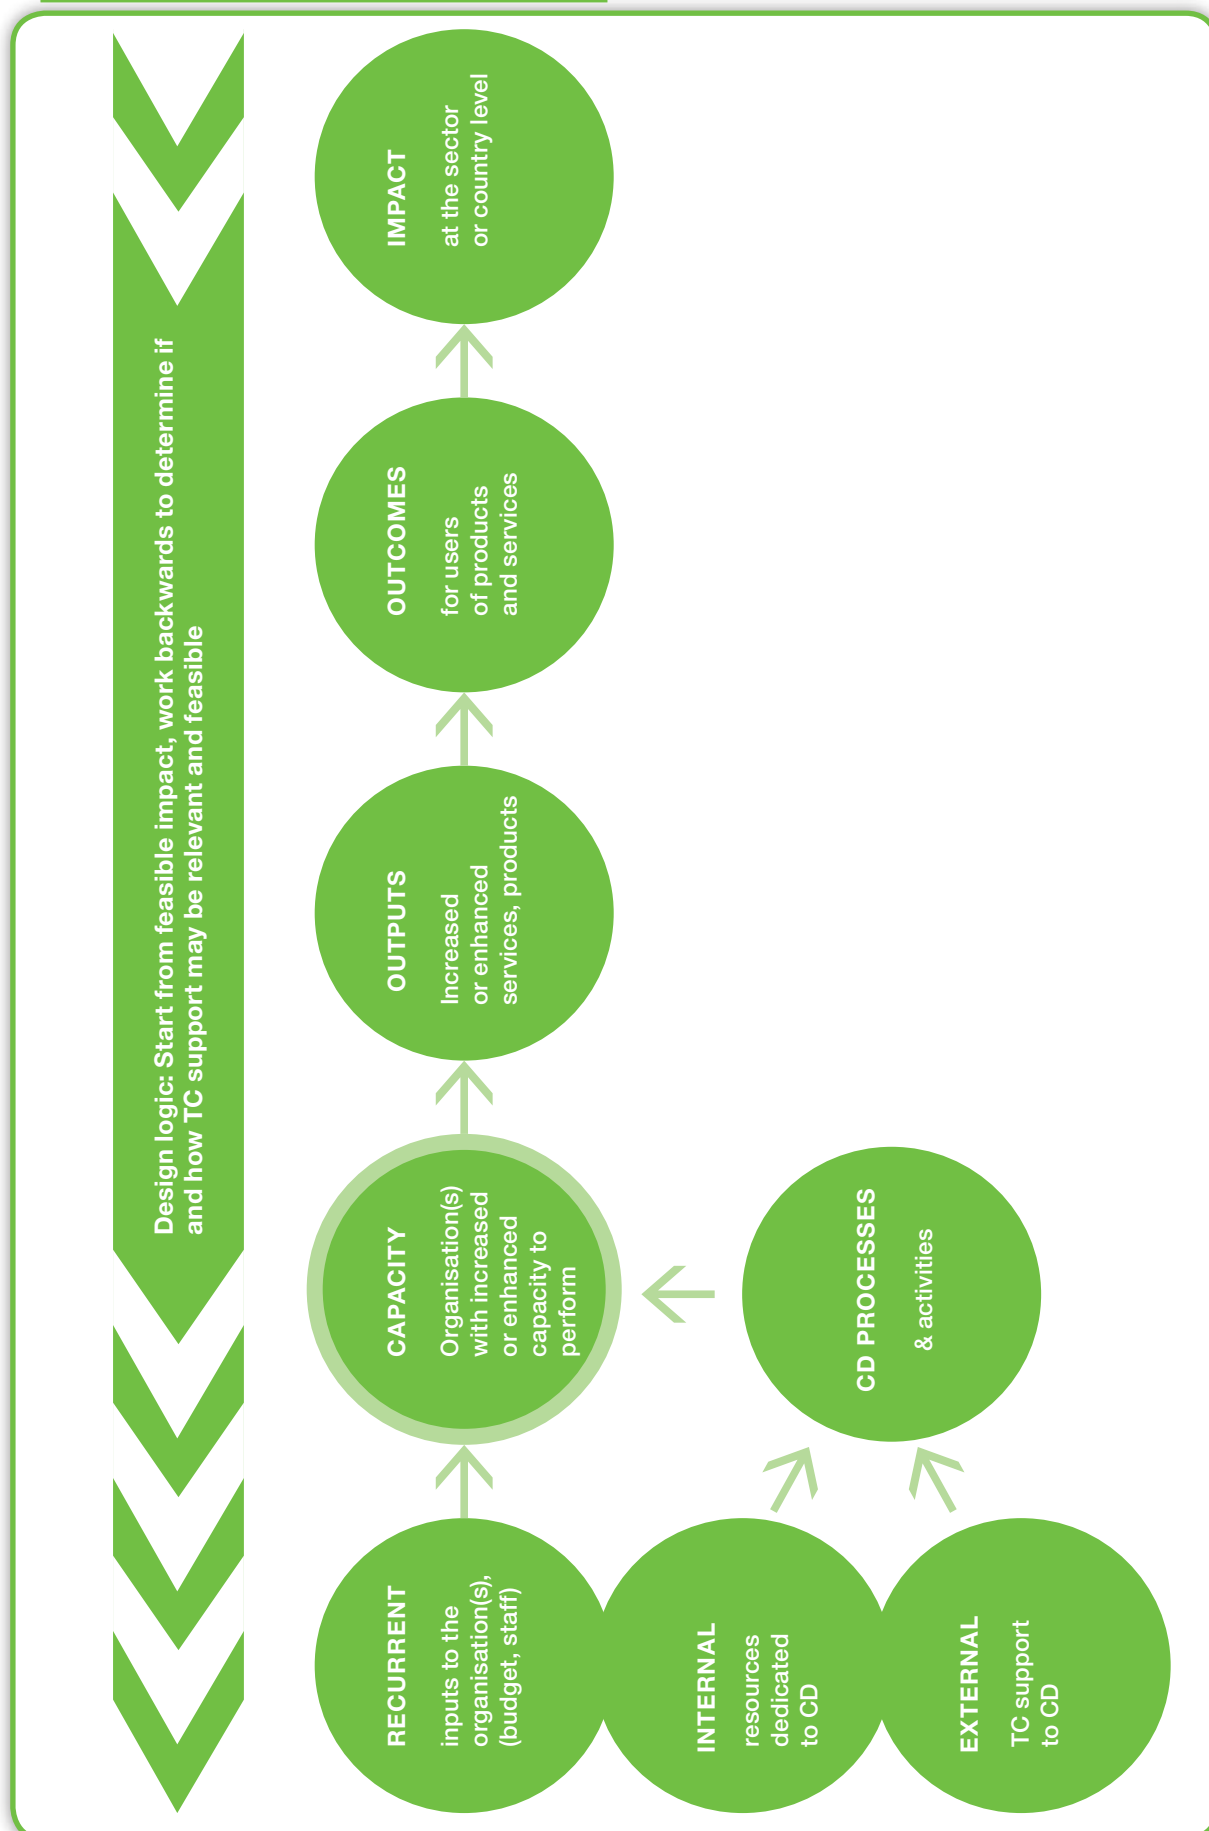 Design logic: Start from feasible impact, work backwards to determine if
and how TC support may be relevant and feasible
RECURRENT
inputs to the
organisation(s),
(budget, staff)
CAPACITY
Organisation(s)
with increased
or enhanced
capacity to
perform
OUTPUTS
Increased
or enhanced
services, products
OUTCOMES
for users
of products
and services
IMPACT
at the sector
or country level
INTERNAL
resources
dedicated
to CD
CD PROCESSES
& activities
EXTERNAL
TC support
to CD